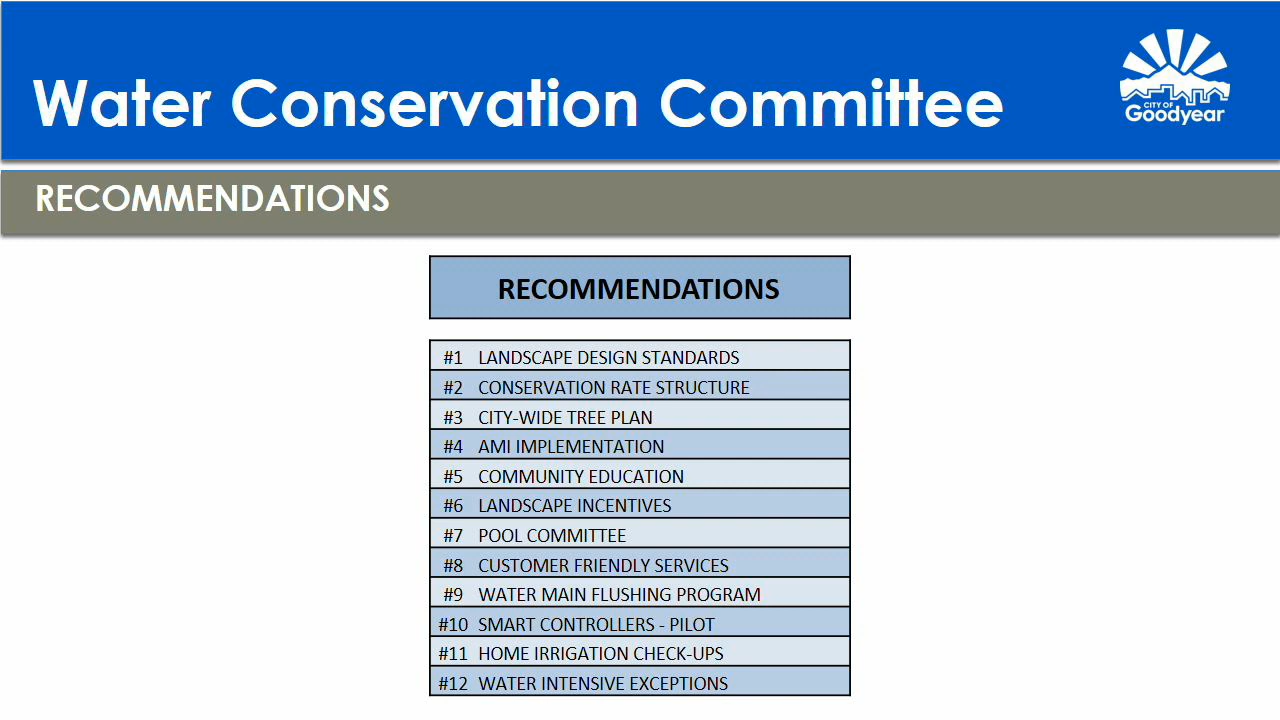 Water Conservation Committee
CITY OF
Goodyear
RECOMMENDATIONS
RECOMMENDATIONS
#1 LANDSCAPE DESIGN STANDARDS
#2 CONSERVATION RATE STRUCTURE
#3 CITY-WIDE TREE PLAN
#4 AMI IMPLEMENTATION
#5 COMMUNITY EDUCATION
#6 LANDSCAPE INCENTIVES
#7 POOL COMMITTEE
#8 CUSTOMER FRIENDLY SERVICES
#9 WATER MAIN FLUSHING PROGRAM
#10 SMART CONTROLLERS - PILOT
#11 HOME IRRIGATION CHECK-UPS
#12 WATER INTENSIVE EXCEPTIONS